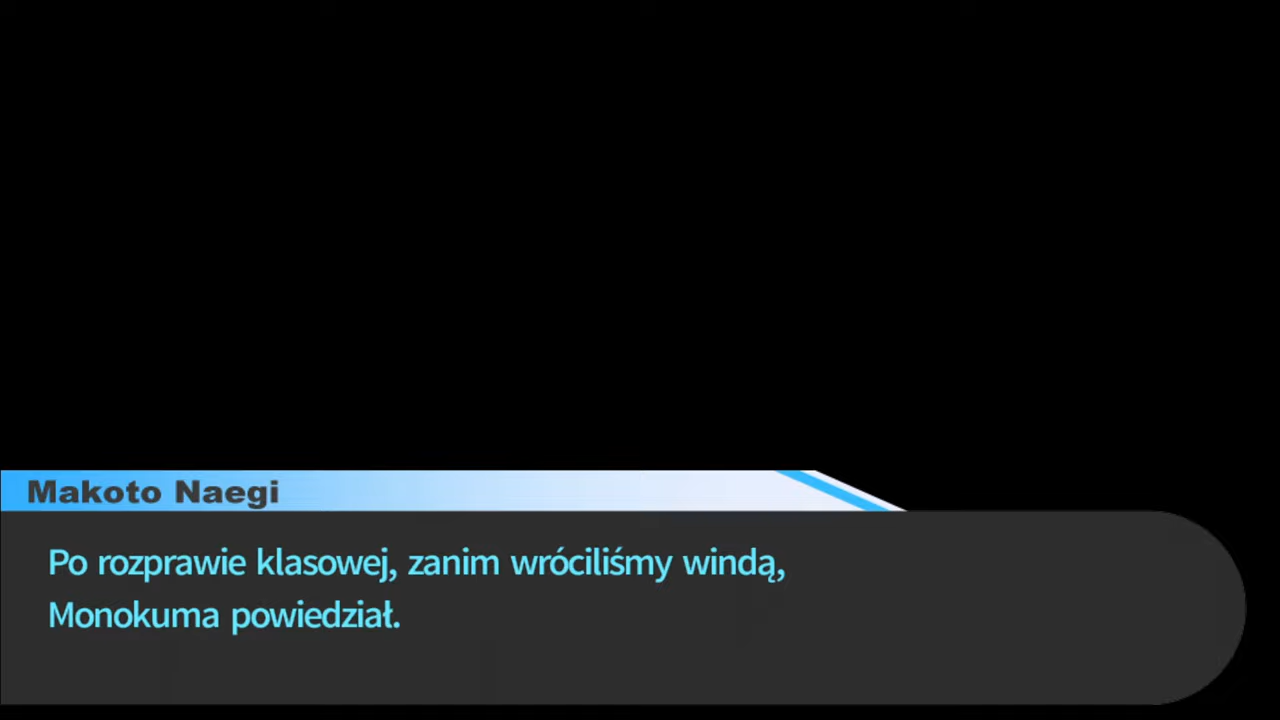 Makoto Naegi
Po rozprawie klasowej, zanim wróciliśmy windą,
Monokuma powiedział.